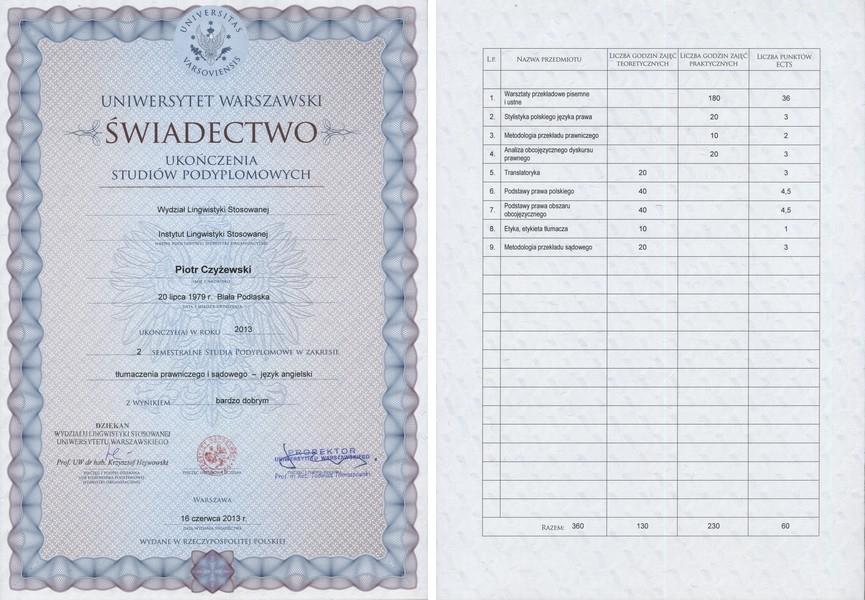 UNIVERSITAS
VARSOVIENSIS
UNIWERSYTET WARSZAWSKI
ŚWIADECTWO
UKOŃCZENIA
STUDIÓW PODYPLOMOWYCH
Wydział Lingwistyki Stosowanej
Instytut Lingwistyki Stosowanej
Piotr Czyżewski
20 lipca 1979 r. Biała Podlaska
UKOŃCZYŁ(A) W ROKU 2013
2 SEMESTRALNE STUDIA PODYPLOMOWE W ZAKRESIE
tłumaczenia prawniczego i sądowego – język angielski
Z WYNIKIEM bardzo dobrym
DZIEKAN
WYDZIAŁU LINGWISTYKI STOSOWANEJ
UNIWERSYTETU WARSZAWSKIEGO
Prof. UW dr hab. Krzysztof Hejwowski
PROREKTOR
UNIWERSYTETU WARSZAWSKIEGO
WARSZAWA
16 czerwca 2013 r.
WYDANE W RZECZYPOSPOLITEJ POLSKIEJ
L.P. NAZWA PRZEDMIOTU LICZBA GODZIN ZAJĘĆ TEORETYCZNYCH LICZBA GODZIN ZAJĘĆ PRAKTYCZNYCH LICZBA PUNKTÓW ECTS
1. Warsztaty przekładowe pisemne i ustne 180 36
2. Stylistyka polskiego języka prawa 20 3
3. Metodologia przekładu prawniczego 10 2
4. Analiza obcojęzycznego dyskursu prawnego 20 3
5. Translatoryka 20 3
6. Podstawy prawa polskiego 40 4,5
7. Podstawy prawa obszaru obcojęzycznego 40 4,5
8. Etyka, etykieta tłumacza 10 1
9. Metodologia przekładu sądowego 20 3
RAZEM: 360 130 230 60